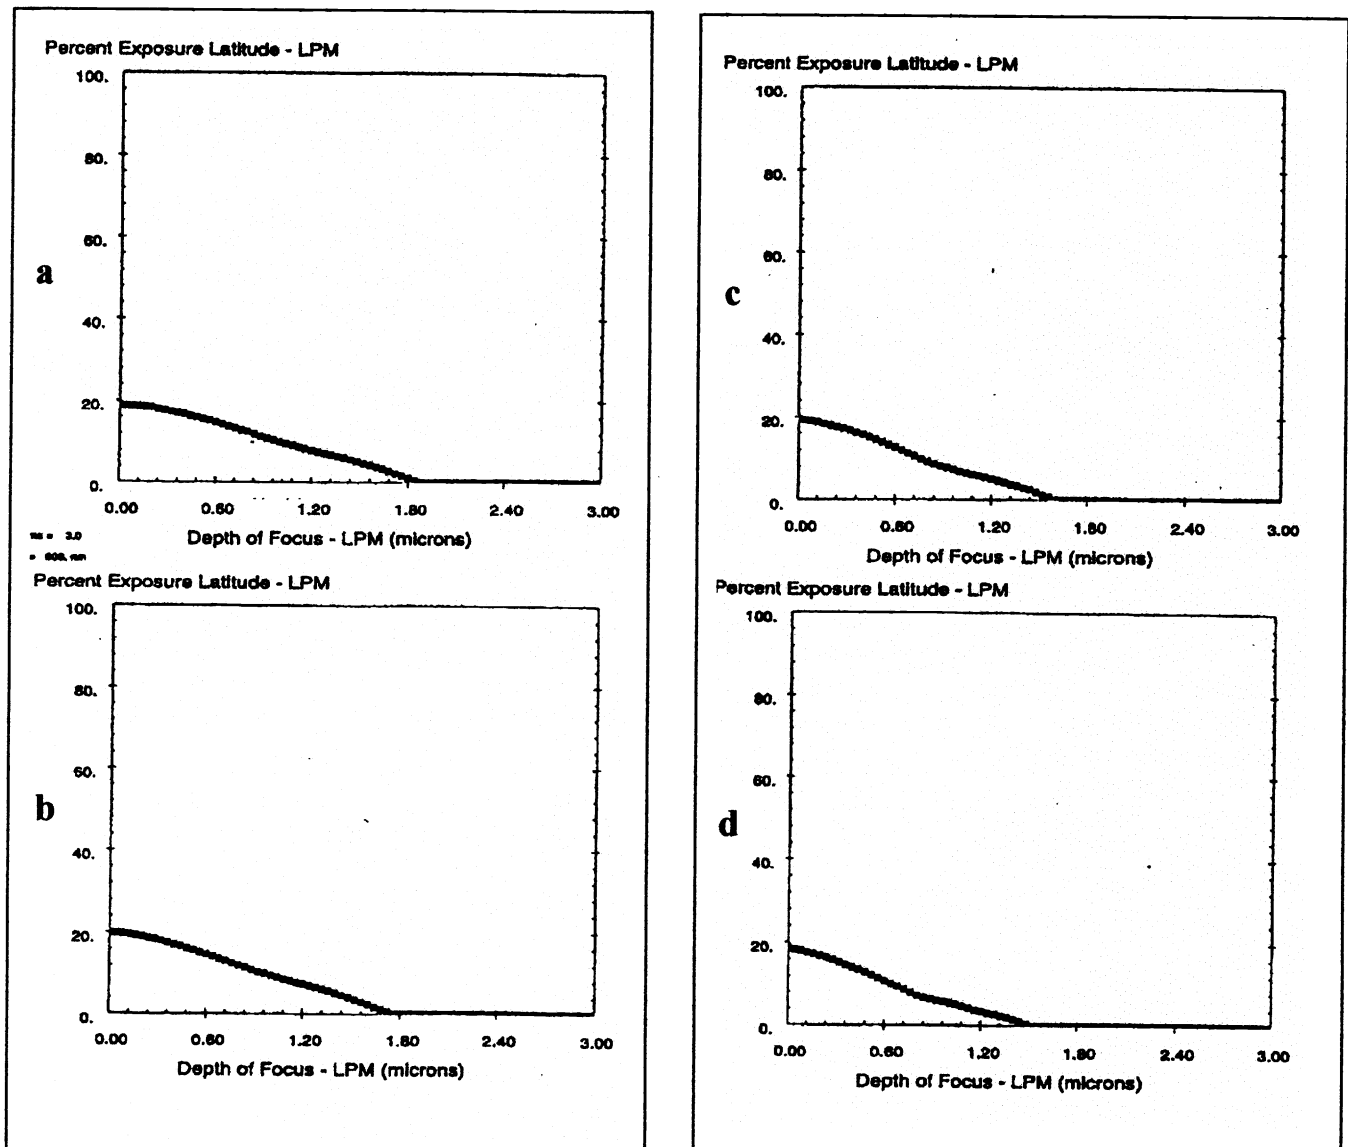 Percent Exposure Latitude - LPM
100.
80.
60.
a
40.
20.
0.
0.00 0.60 1.20 1.80 2.40 3.00
Depth of Focus - LPM (microns)
3.0
Percent Exposure Latitude - LPM
100.
80.
60.
b
40.
20.
0.
0.00 0.60 1.20 1.80 2.40 3.00
Depth of Focus - LPM (microns)
Percent Exposure Latitude - LPM
100.
80.
60.
c
40.
20.
0.
0.00 0.60 1.20 1.80 2.40 3.00
Depth of Focus - LPM (microns)
Percent Exposure Latitude - LPM
100.
80.
60.
d
40.
20.
0.
0.00 0.60 1.20 1.80 2.40 3.00
Depth of Focus - LPM (microns)